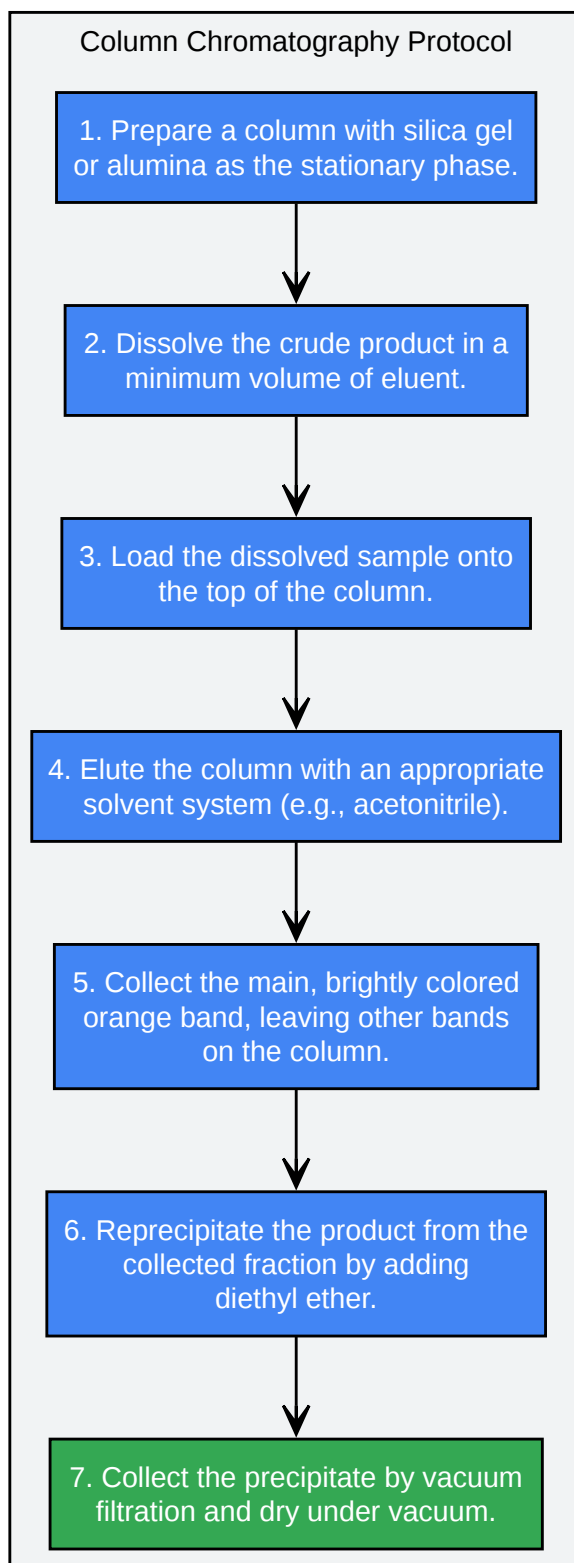 Column Chromatography Protocol
1. Prepare a column with silica gel
or alumina as the stationary phase.
2. Dissolve the crude product in a
minimum volume of eluent.
3. Load the dissolved sample onto
the top of the column.
4. Elute the column with an appropriate
solvent system (e.g., acetonitrile).
5. Collect the main, brightly colored
orange band, leaving other bands
on the column.
6. Reprecipitate the product from the
collected fraction by adding
diethyl ether.
7. Collect the precipitate by vacuum
filtration and dry under vacuum.